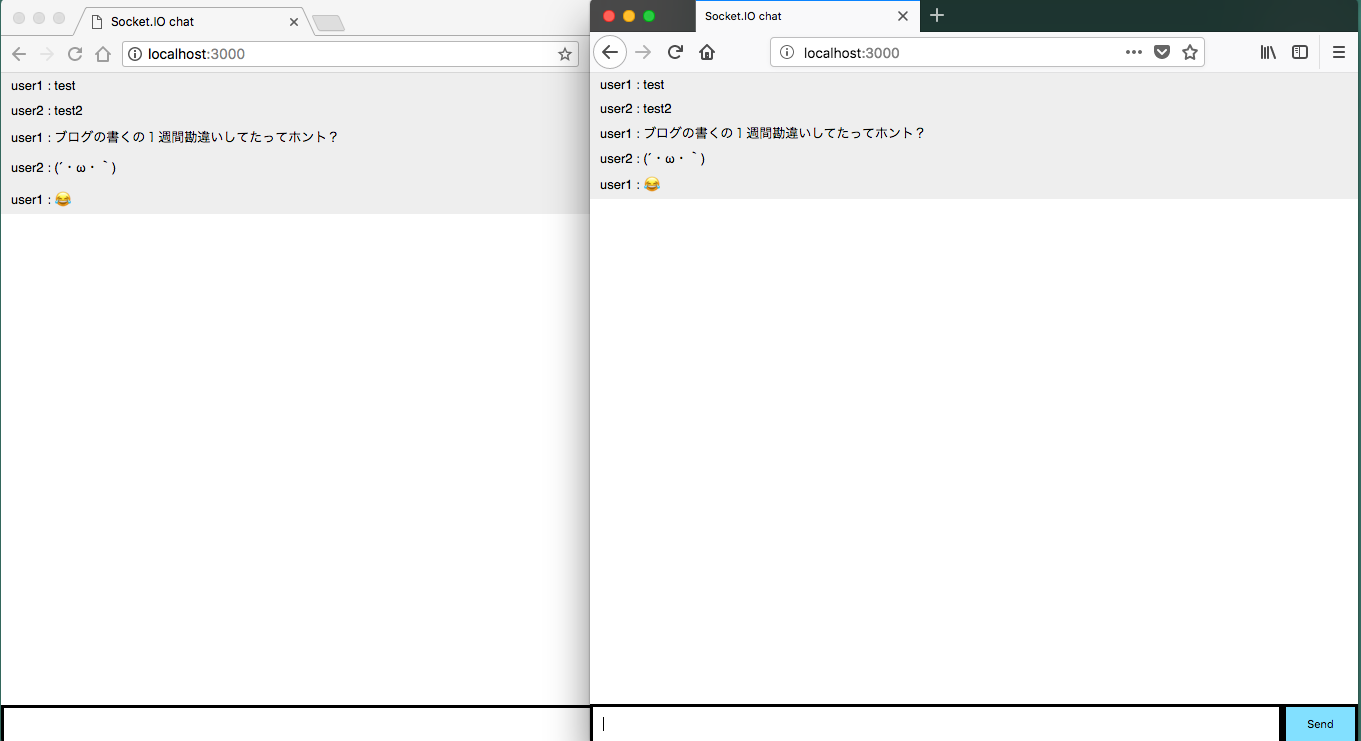 Socket.IO chat
localhost:3000
user1 : test
user2 : test2
user1 : ブログの書くの１週間勘違いしてたってホント？
user2 : (´・ω・｀)
user1 : 😂
Socket.IO chat
localhost:3000
user1 : test
user2 : test2
user1 : ブログの書くの１週間勘違いしてたってホント？
user2 : (´・ω・｀)
user1 : 😂
Send